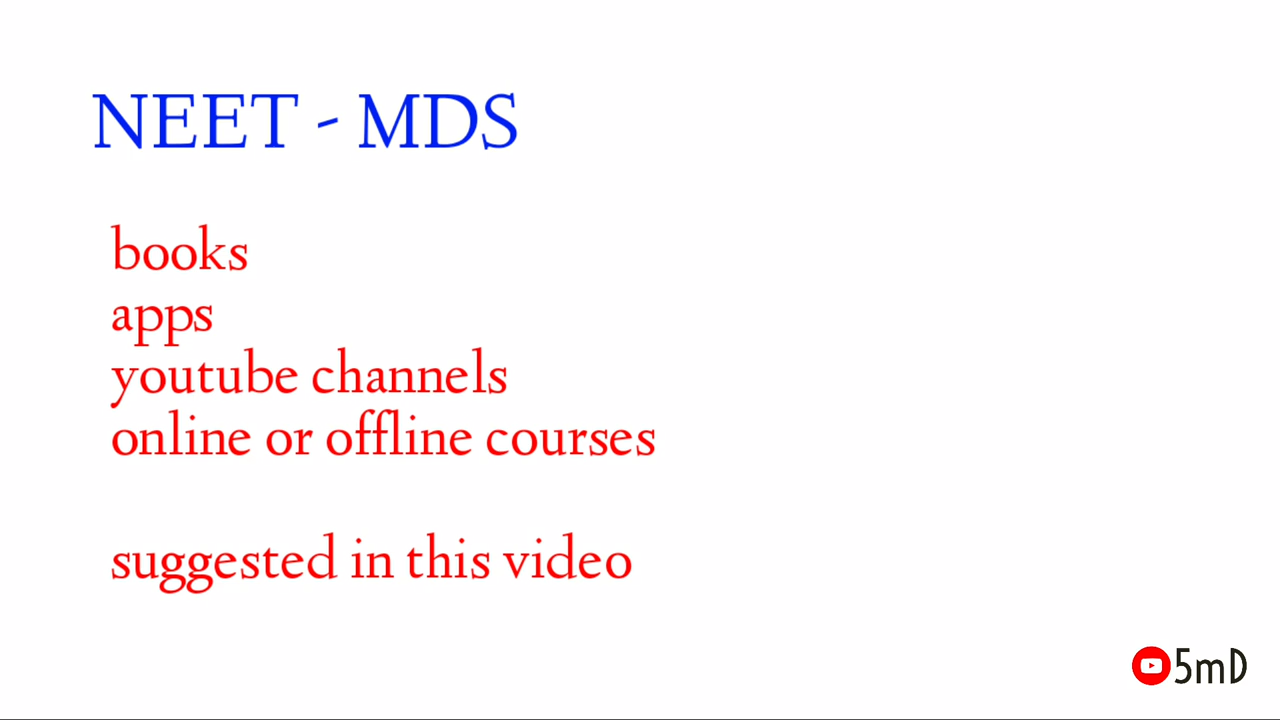 NEET - MDS
books
apps
youtube channels
online or offline courses
suggested in this video
5mD